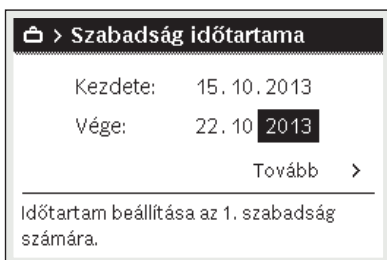 > Szabadság időtartama
Kezdete: 15.10.2013
Vége: 22.10 2013
Tovább >
Időtartam beállítása az 1. szabadság
számára.